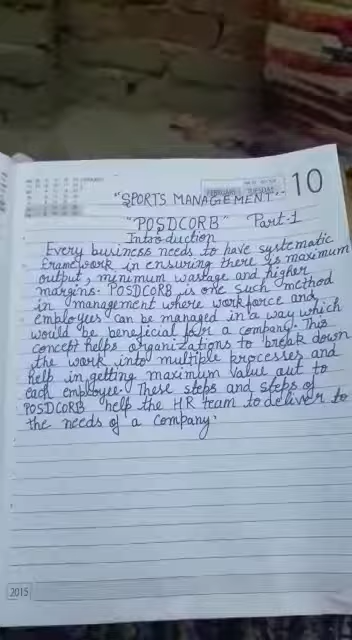 10
FEBRUARY TUESDAY
"SPORTS MANAGEMENT".
"POSDCORB" Part-1
Introduction
Every business needs to have systematic
framework in ensuring there is maximum
output, minimum wastage and higher
margins. POSDCORB is one such method
in management where workforce and
employees can be managed in a way which
would be beneficial for a company. This
concept helps organizations to break down
the work into multiple processes and
help in getting maximum value out to
each employee. These steps and steps of
POSDCORB help the HR team to deliver to
the needs of a company.
2015